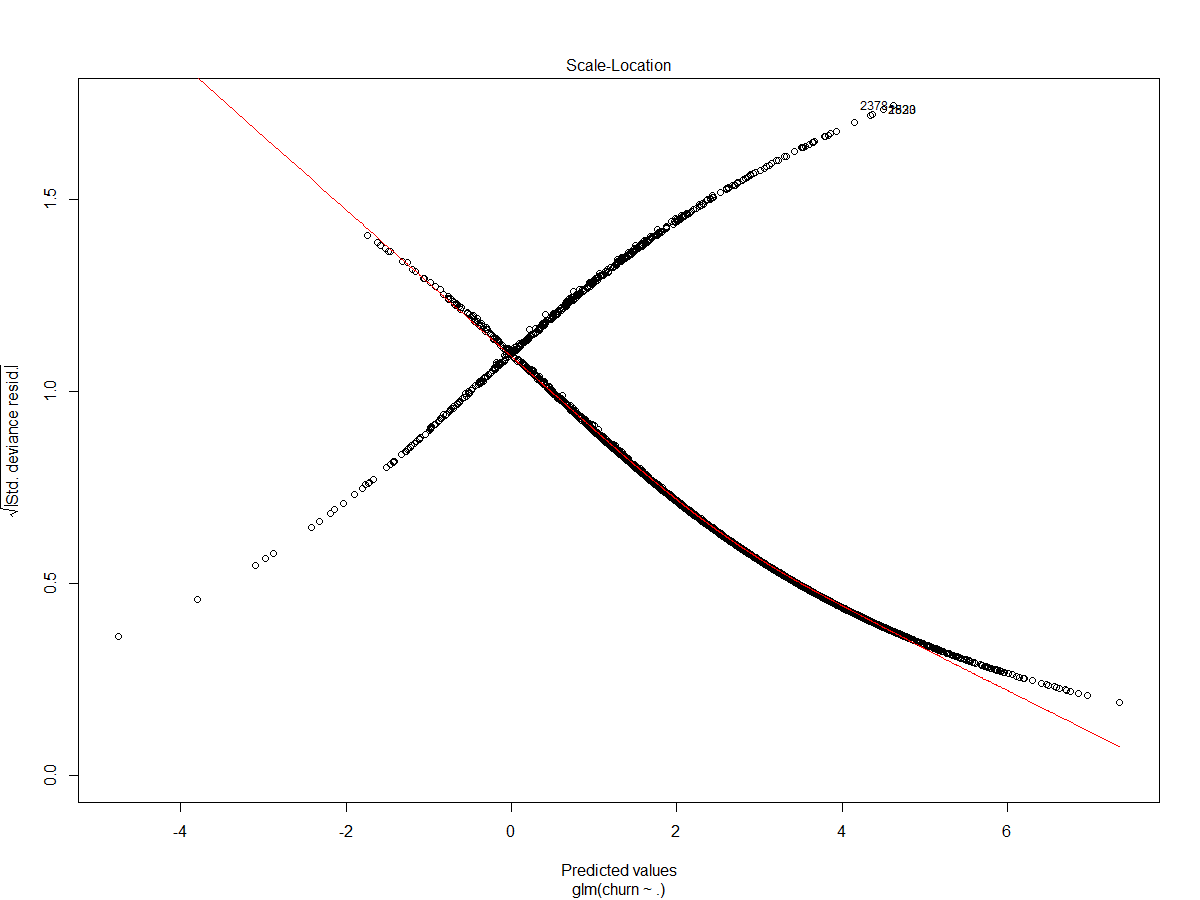 Scale-Location
2378
1.5
1.0
0.5
0.0
√|Std. deviance resid.|
-4 -2 0 2 4 6
Predicted values
glm(churn ~ .)